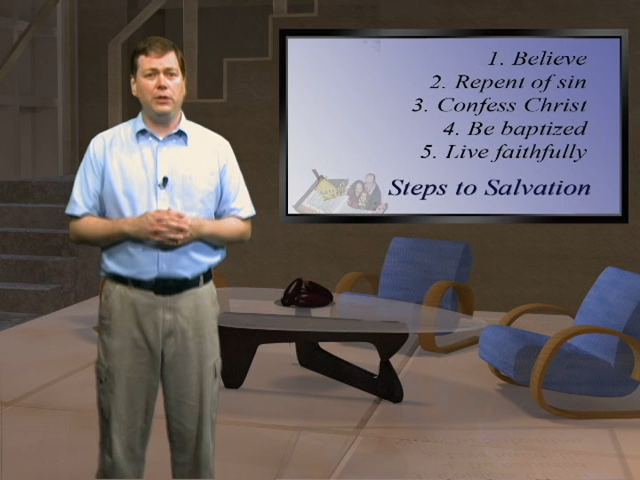 1. Believe
2. Repent of sin
3. Confess Christ
4. Be baptized
5. Live faithfully
Steps to Salvation